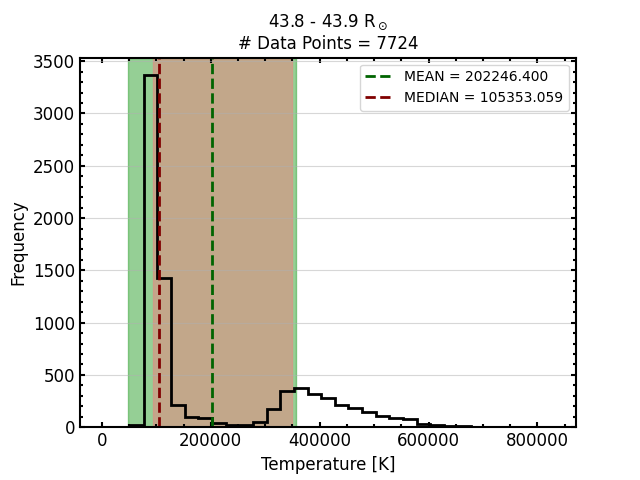 43.8 - 43.9 R⊙
# Data Points = 7724
MEAN = 202246.400
MEDIAN = 105353.059
Frequency
3500
3000
2500
2000
1500
1000
500
0
0 200000 400000 600000 800000
Temperature [K]